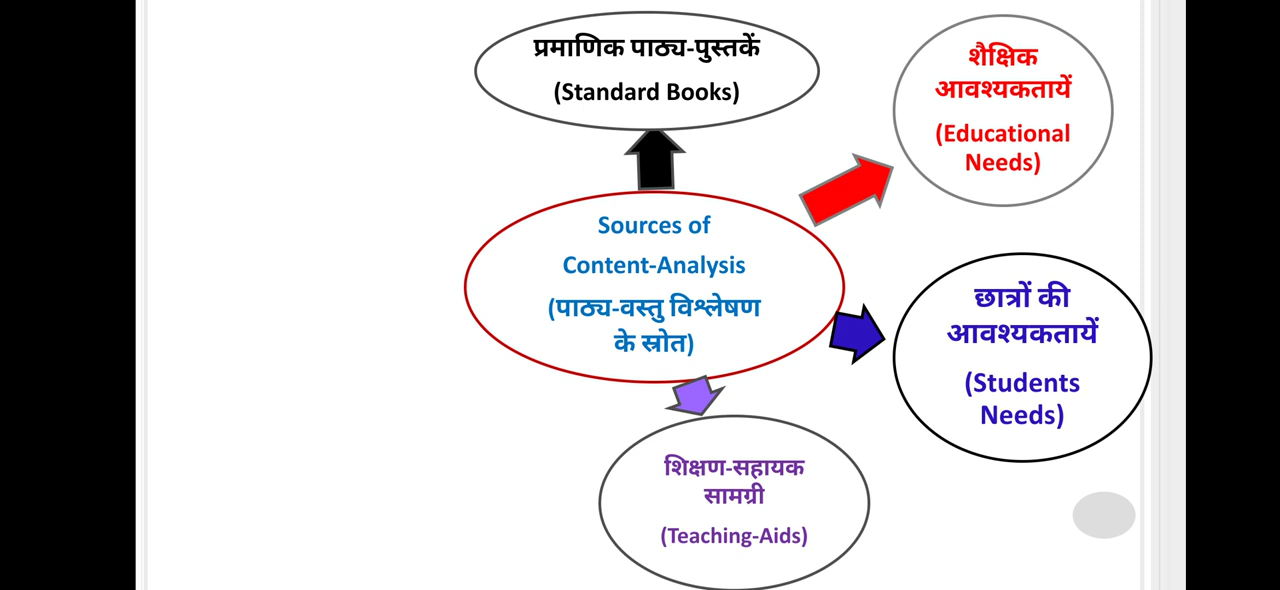 प्रमाणिक पाठ्य-पुस्तकें
(Standard Books)
शैक्षिक
आवश्यकतायें
(Educational
Needs)
Sources of
Content-Analysis
(पाठ्य-वस्तु विश्लेषण
के स्रोत)
छात्रों की
आवश्यकतायें
(Students
Needs)
शिक्षण-सहायक
सामग्री
(Teaching-Aids)